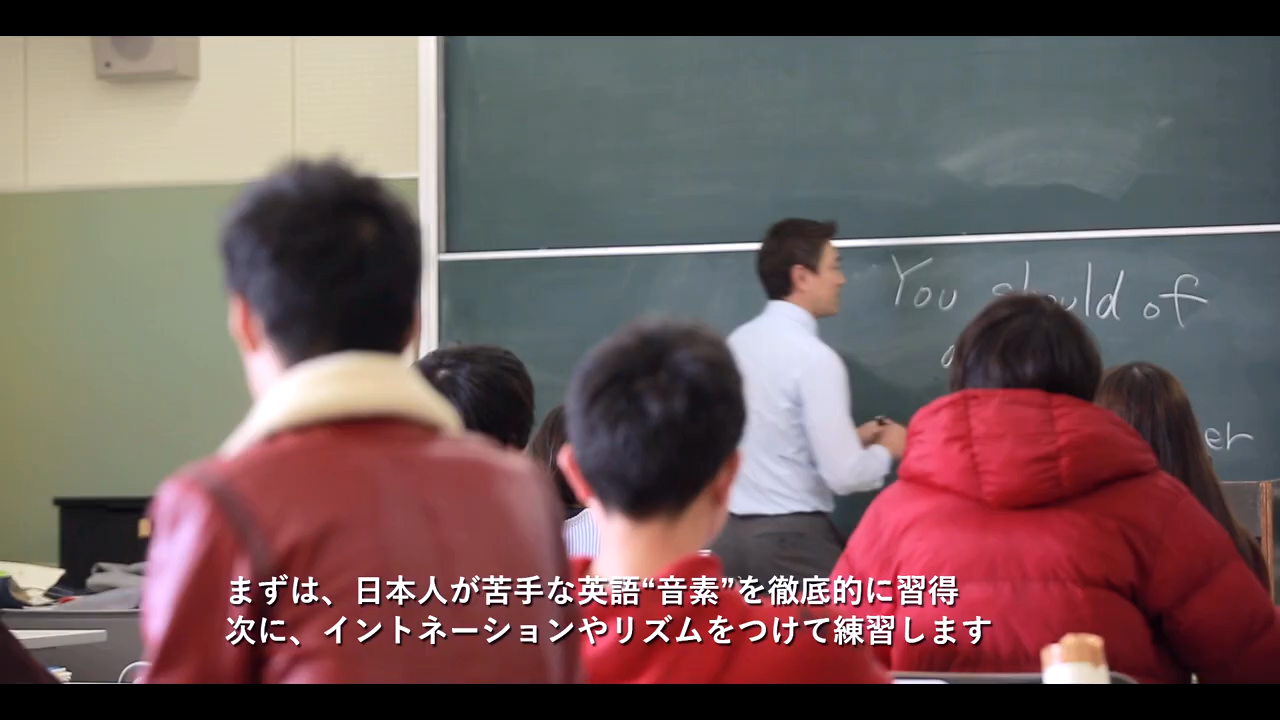 You should of
er
まずは、日本人が苦手な英語“音素”を徹底的に習得
次に、イントネーションやリズムをつけて練習します